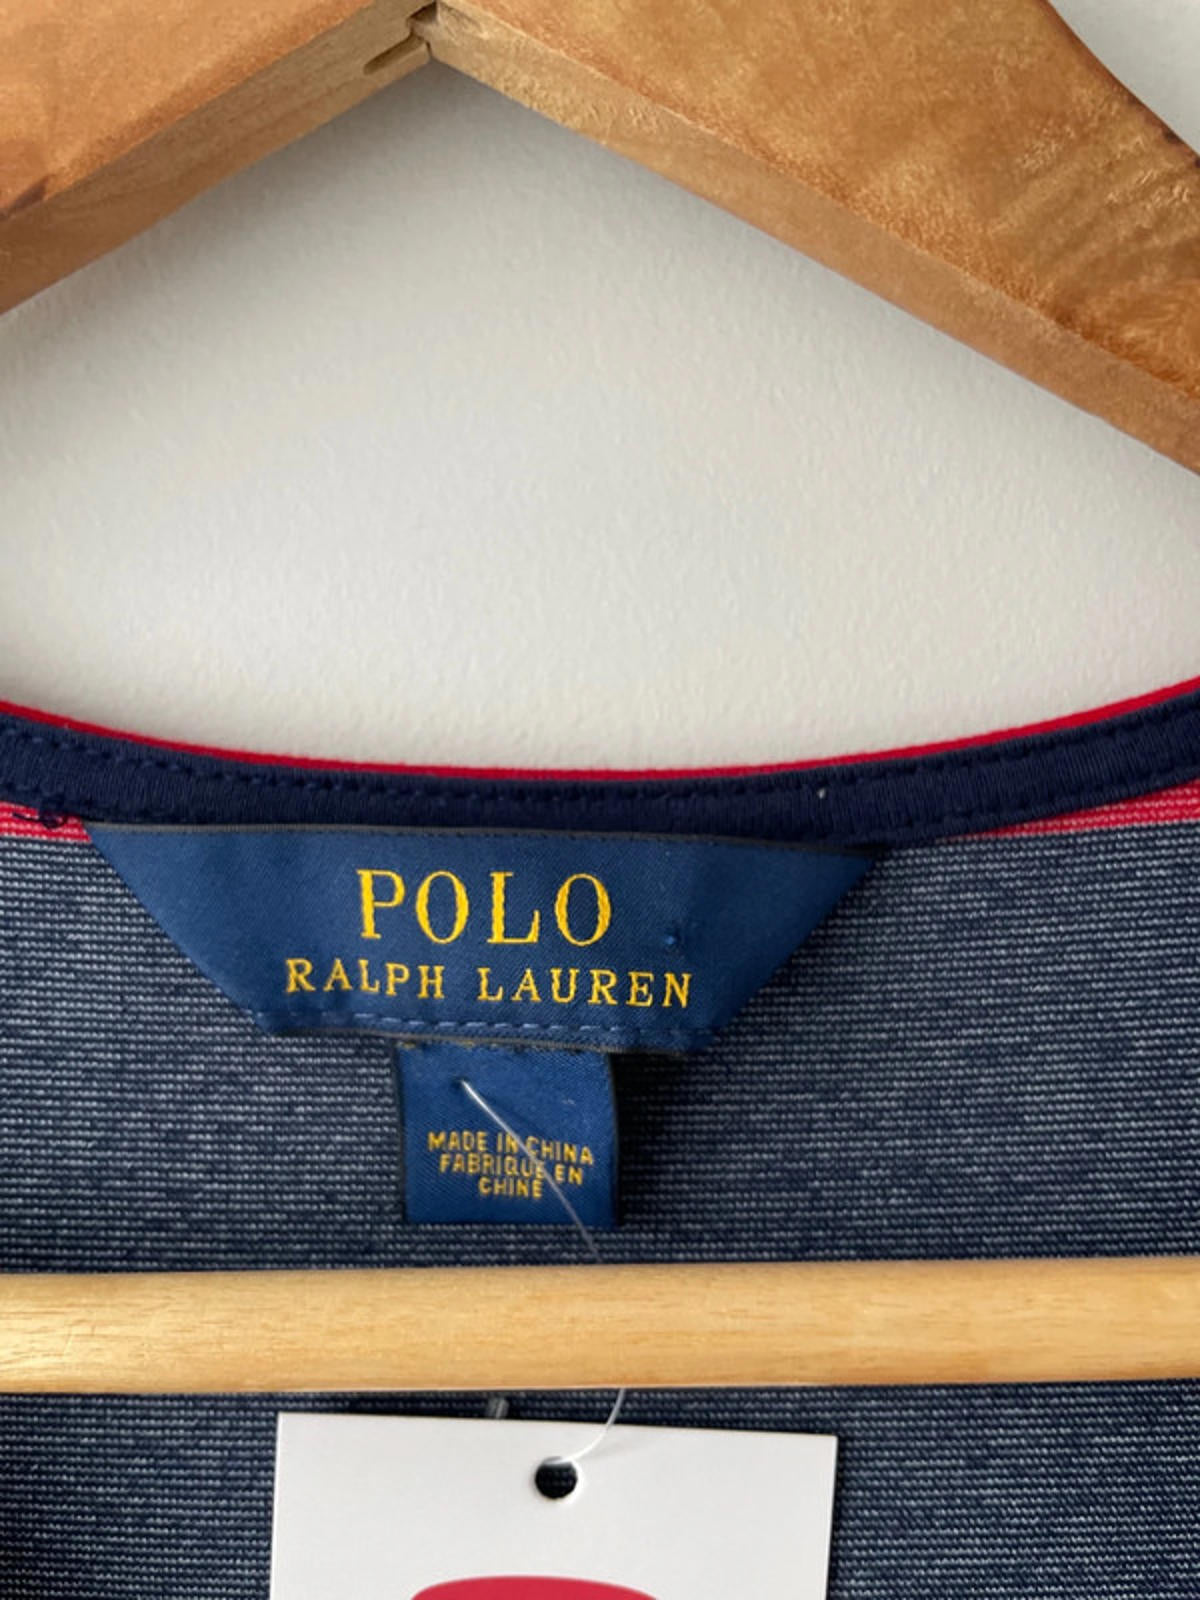 POLO
RALPH LAUREN
MADE IN CHINA
FABRIQUE EN
CHINE